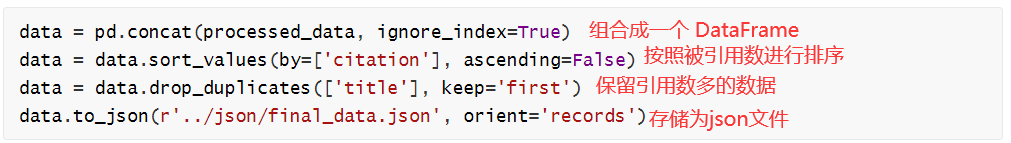 data = pd.concat(processed_data, ignore_index=True) 组合成一个 DataFrame
data = data.sort_values(by=['citation'], ascending=False) 按照被引用数进行排序
data = data.drop_duplicates(['title'], keep='first') 保留引用数多的数据
data.to_json(r'../json/final_data.json', orient='records') 存储为json文件